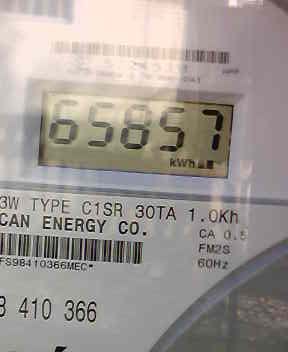 65857
kWh
3W TYPE C1SR 30TA 1.0Kh
CAN ENERGY CO.
CA 0.5
FM2S
FS98410366MEC*
60Hz
8 410 366